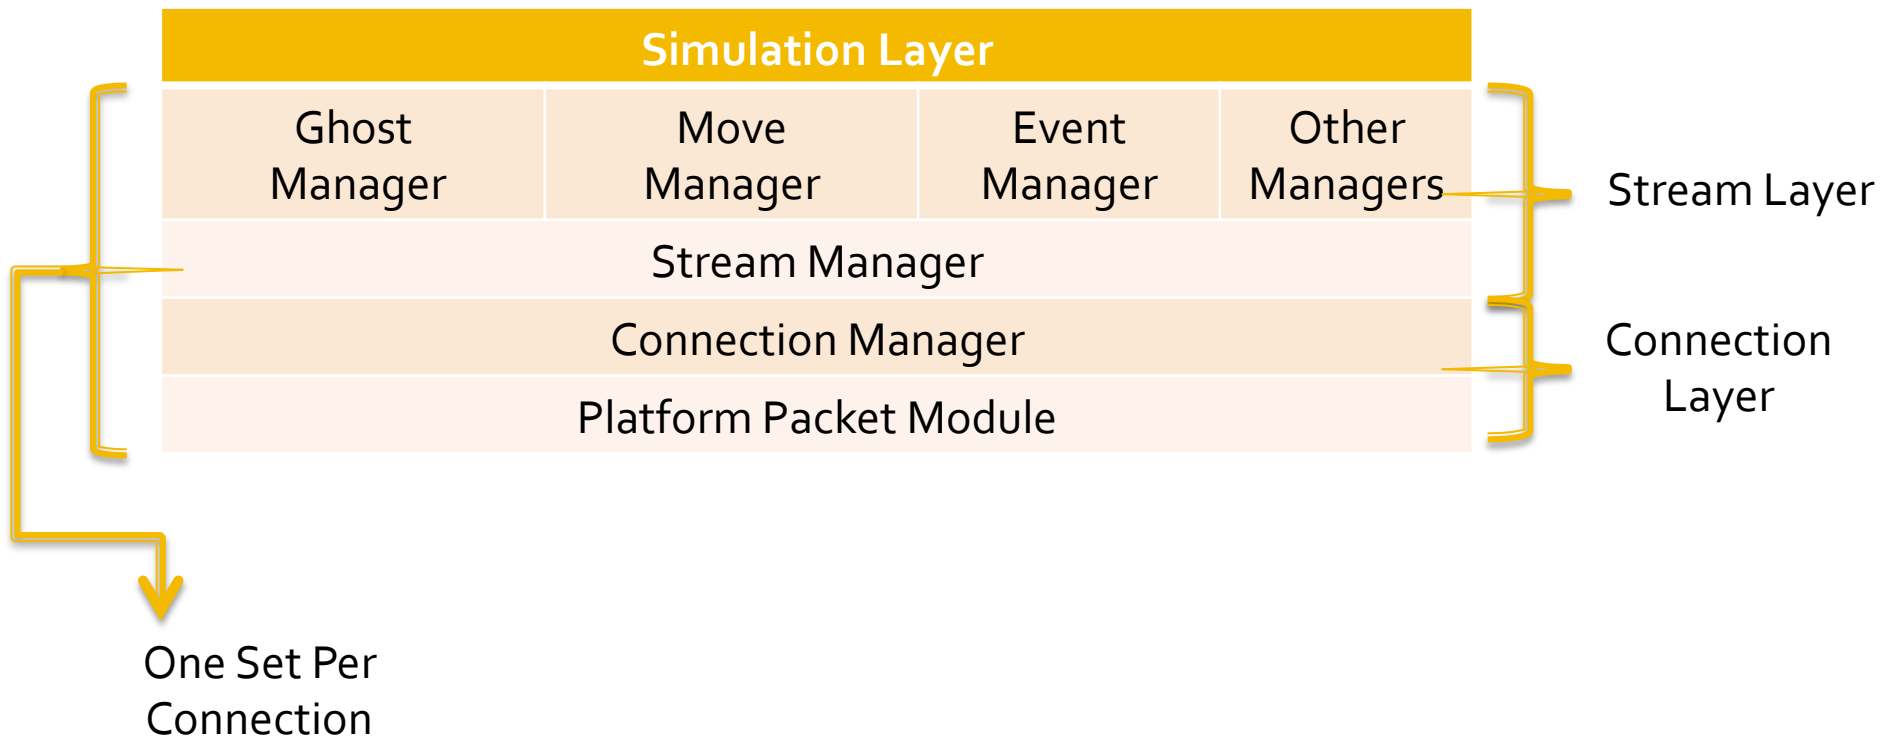 Simulation Layer
Ghost
Manager
Move
Manager
Event
Manager
Other
Managers
Stream Manager
Connection Manager
Platform Packet Module
Stream Layer
Connection
Layer
One Set Per
Connection